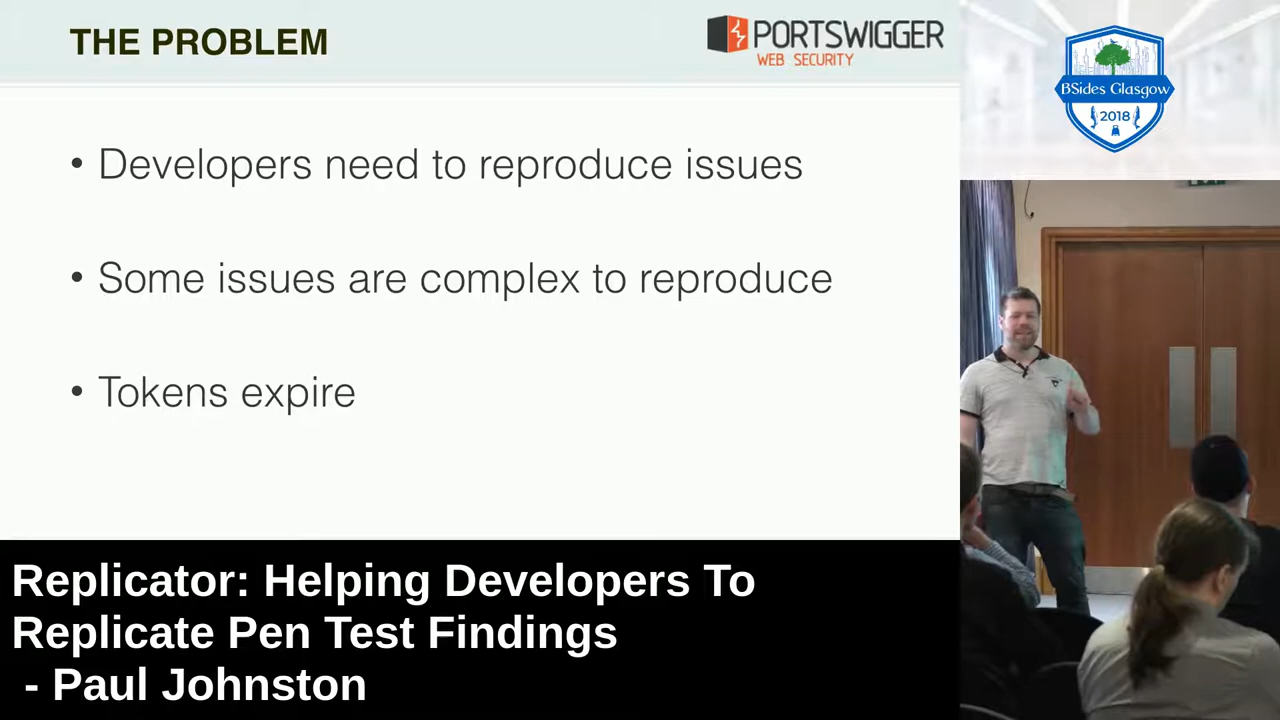 THE PROBLEM
PORTSWIGGER
WEB SECURITY
BSides Glasgow
2018
• Developers need to reproduce issues
• Some issues are complex to reproduce
• Tokens expire
Replicator: Helping Developers To
Replicate Pen Test Findings
- Paul Johnston